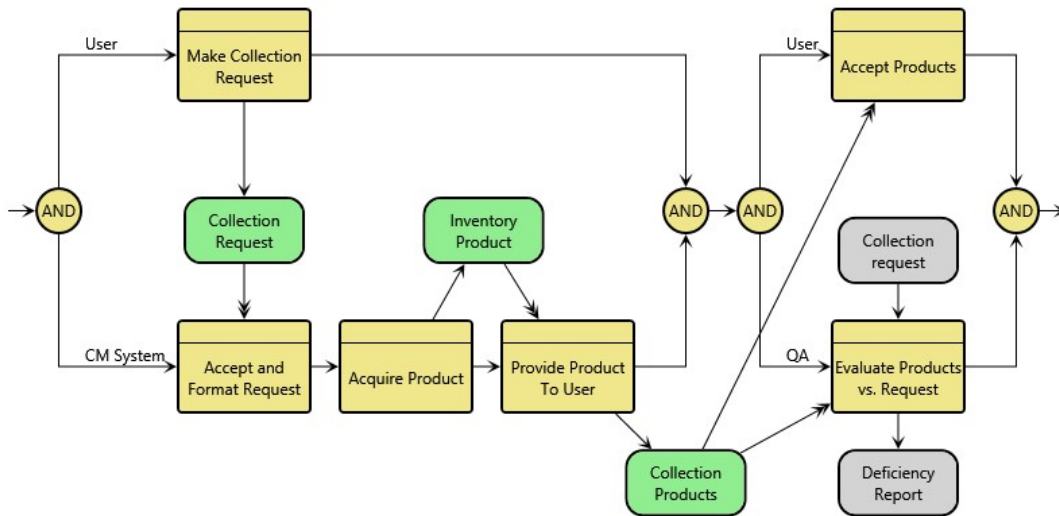 User
Make Collection
Request
User
Accept Products
AND
Collection
Request
Inventory
Product
AND
AND
AND
Collection
request
CM System
Accept and
Format Request
Acquire Product
Provide Product
To User
QA
Evaluate Products
vs. Request
Collection
Products
Deficiency
Report